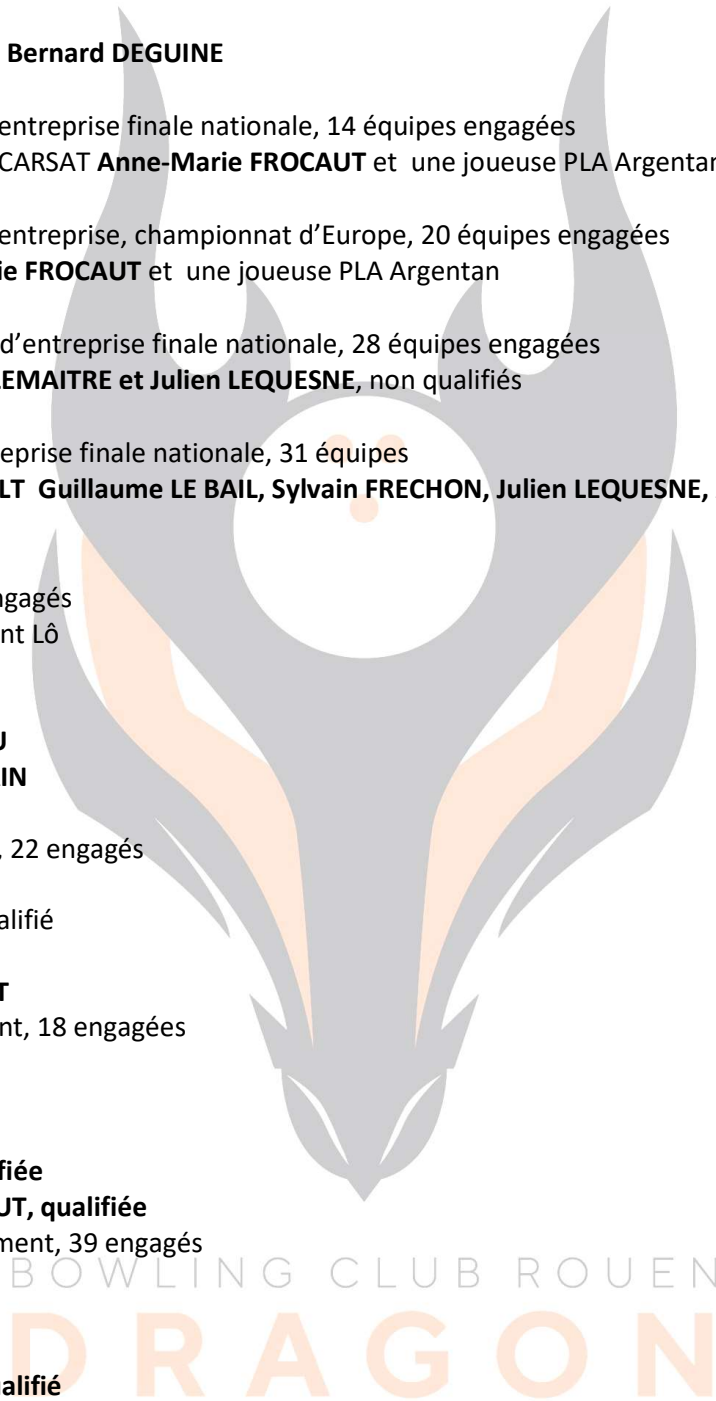 Bernard DEGUINE
entreprise finale nationale, 14 équipes engagées
CARSAT Anne-Marie FROCAUT et une joueuse PLA Argentan
entreprise, championnat d'Europe, 20 équipes engagées
ie FROCAUT et une joueuse PLA Argentan
d'entreprise finale nationale, 28 équipes engagées
LEMAITRE et Julien LEQUESNE, non qualifiés
eprise finale nationale, 31 équipes
LT Guillaume LE BAIL, Sylvain FRECHON, Julien LEQUESNE,
ngagés
nt Lô
U
IN
, 22 engagés
alifié
T
nt, 18 engagées
fiée
UT, qualifiée
ment, 39 engagés
BOWLING CLUB ROUEN
DRAGON
alifié